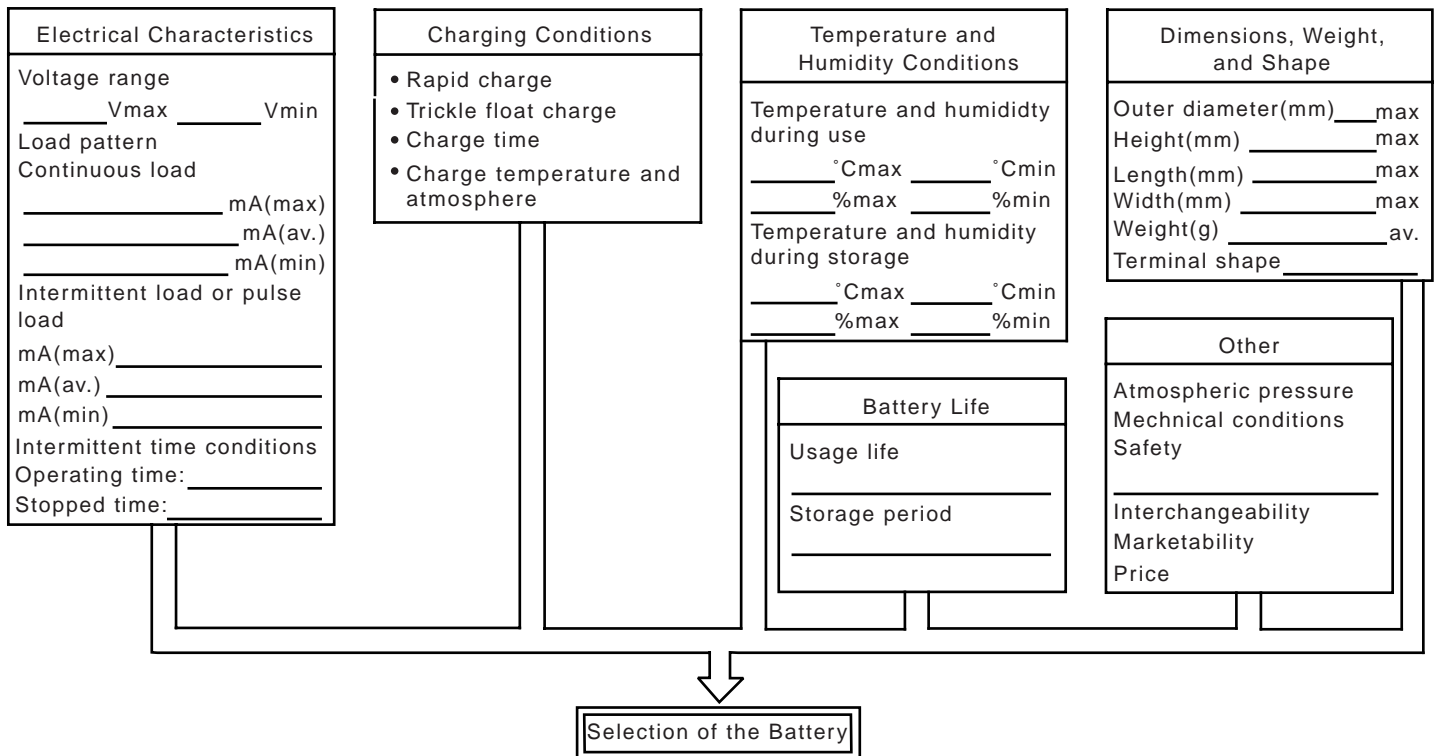 Electrical Characteristics
Voltage range
Vmax Vmin
Load pattern
Continuous load
mA(max)
mA(av.)
mA(min)
Intermittent load or pulse
load
mA(max)
mA(av.)
mA(min)
Intermittent time conditions
Operating time:
Stopped time:
Charging Conditions
• Rapid charge
• Trickle float charge
• Charge time
• Charge temperature and
atmosphere
Temperature and
Humidity Conditions
Temperature and humididty
during use
°Cmax °Cmin
%max %min
Temperature and humidity
during storage
°Cmax °Cmin
%max %min
Battery Life
Usage life
Storage period
Dimensions, Weight,
and Shape
Outer diameter(mm) max
Height(mm) max
Length(mm) max
Width(mm) max
Weight(g) av.
Terminal shape
Other
Atmospheric pressure
Mechnical conditions
Safety
Interchangeability
Marketability
Price
Selection of the Battery